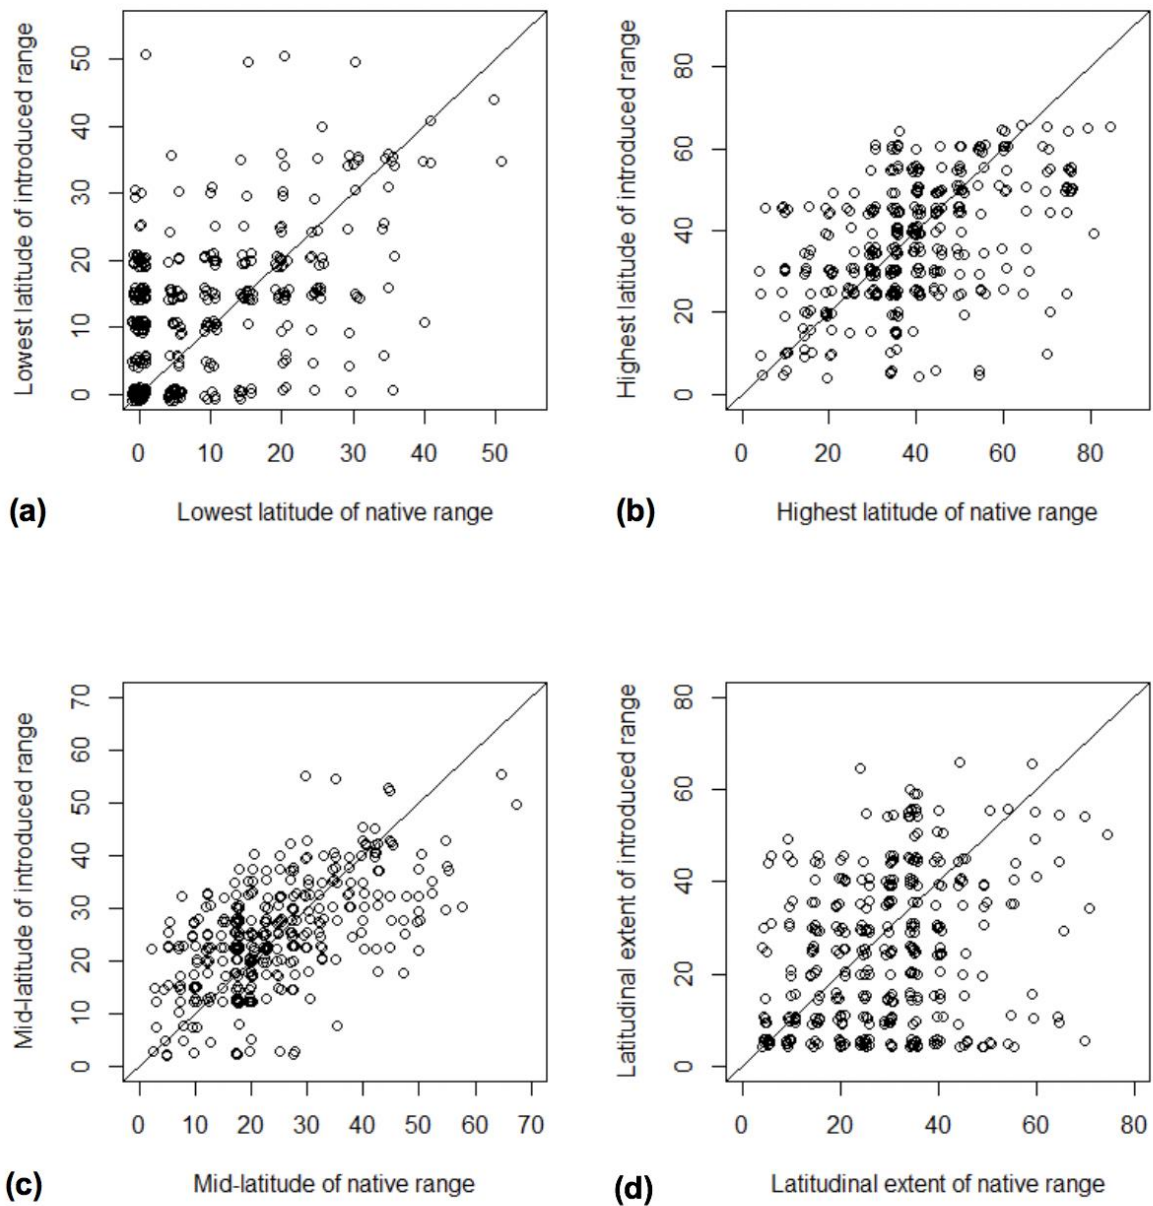 Lowest latitude of introduced range
50
40
30
20
10
0
0 10 20 30 40 50
(a) Lowest latitude of native range
Highest latitude of introduced range
80
60
40
20
0
0 20 40 60 80
(b) Highest latitude of native range
Mid-latitude of introduced range
70
60
50
40
30
20
10
0
0 10 20 30 40 50 60 70
(c) Mid-latitude of native range
Latitudinal extent of introduced range
80
60
40
20
0
0 20 40 60 80
(d) Latitudinal extent of native range